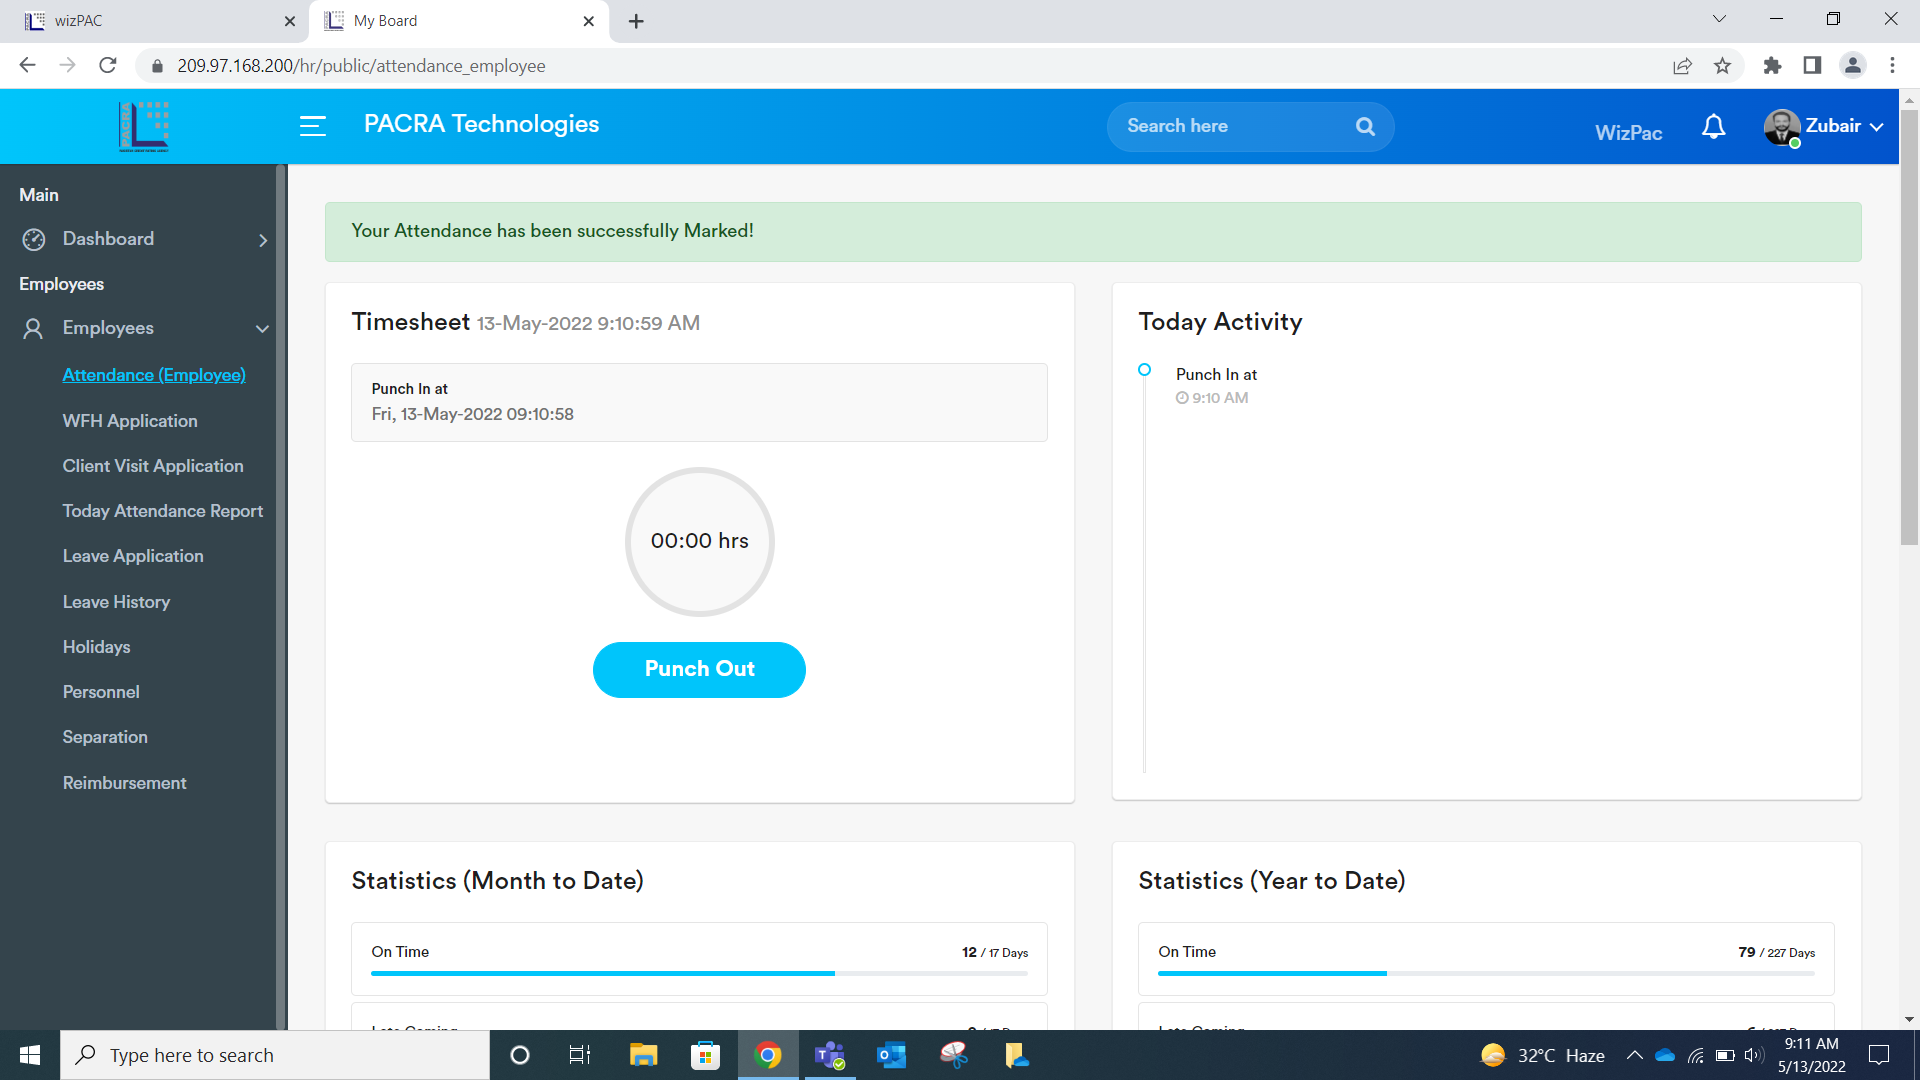 wizPAC
My Board
209.97.168.200/hr/public/attendance_employee
PACRA
PACRA Technologies
Search here
WizPac
Zubair
Main
Dashboard
Employees
Employees
Attendance (Employee)
WFH Application
Client Visit Application
Today Attendance Report
Leave Application
Leave History
Holidays
Personnel
Separation
Reimbursement
Your Attendance has been successfully Marked!
Timesheet 13-May-2022 9:10:59 AM
Punch In at
Fri, 13-May-2022 09:10:58
00:00 hrs
Punch Out
Today Activity
Punch In at
9:10 AM
Statistics (Month to Date)
On Time
12 / 17 Days
Statistics (Year to Date)
On Time
79 / 227 Days
Type here to search
32°C Haze
9:11 AM
5/13/2022